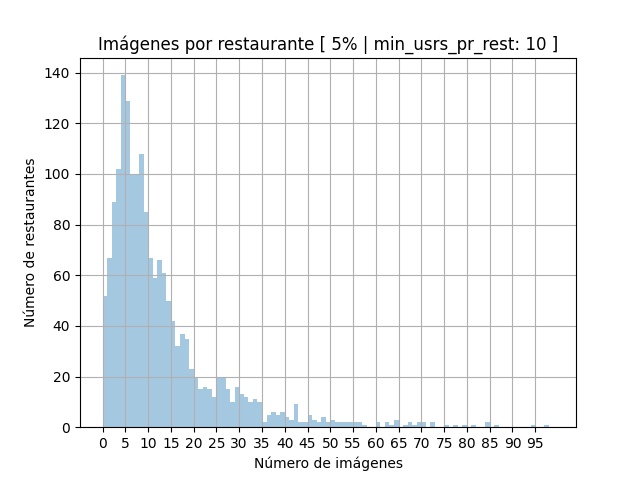 Imágenes por restaurante [ 5% | min_usrs_pr_rest: 10 ]
140
120
100
80
60
40
20
0
Número de restaurantes
0 5 10 15 20 25 30 35 40 45 50 55 60 65 70 75 80 85 90 95
Número de imágenes